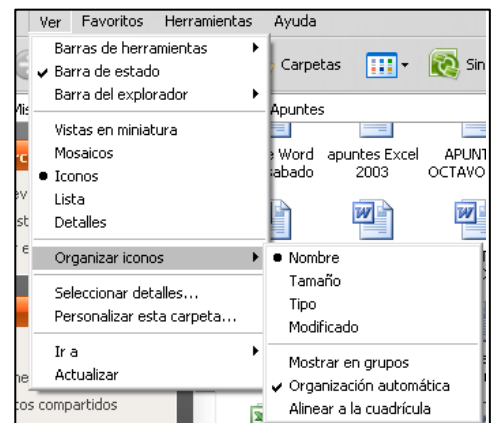 Ver Favoritos Herramientas Ayuda
Barras de herramientas
Barra de estado
Barra del explorador
Vistas en miniatura
Mosaicos
Iconos
Lista
Detalles
Organizar iconos
Seleccionar detalles...
Personalizar esta carpeta...
Ir a
Actualizar
Carpetas
Sin
Apuntes
Word apuntes Excel APUNT
sabado 2003 OCTAVO
Nombre
Tamaño
Tipo
Modificado
Mostrar en grupos
Organización automática
Alinear a la cuadrícula
compartidos